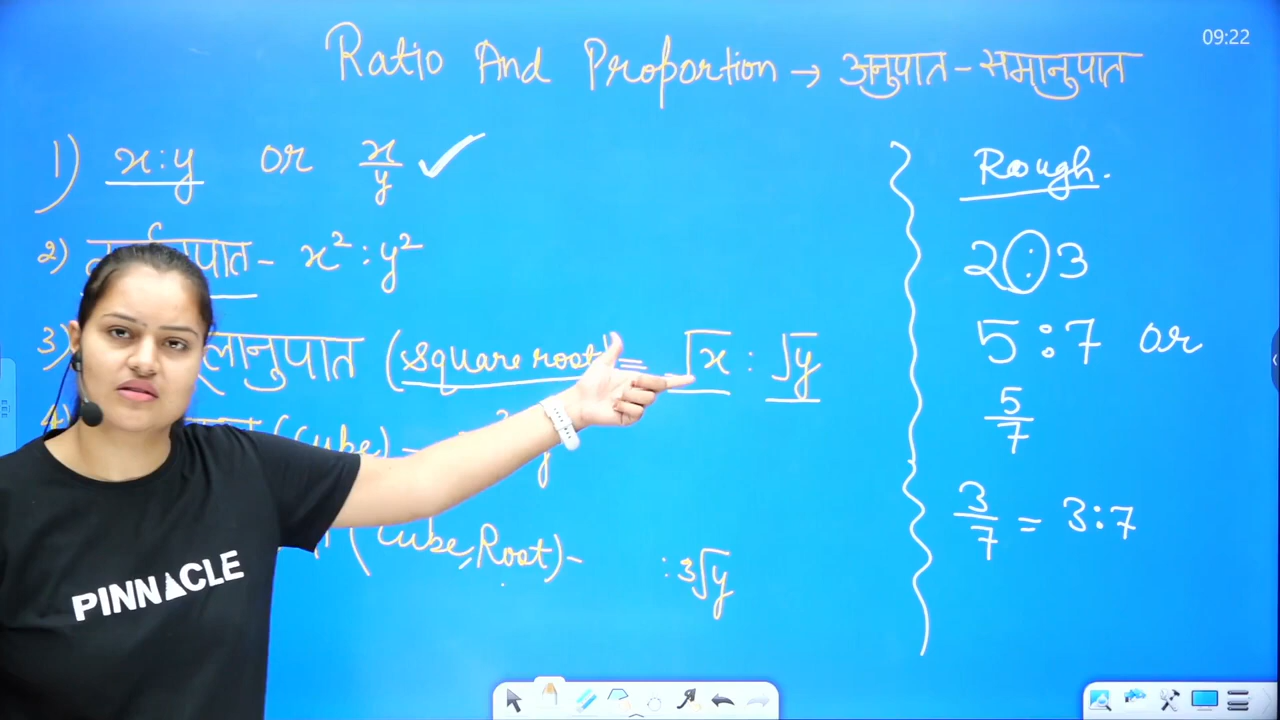 09:22
Ratio And Proportion → अनुपात - समानुपात
1) x:y or x/y ✓
2) - x² : y²
3) (square root) = √x : √y
(Cube) -
(Cube, Root) - : ³√y
Rough.
2 : 3
5 : 7 or
5/7
3/7 = 3:7
PINNACLE